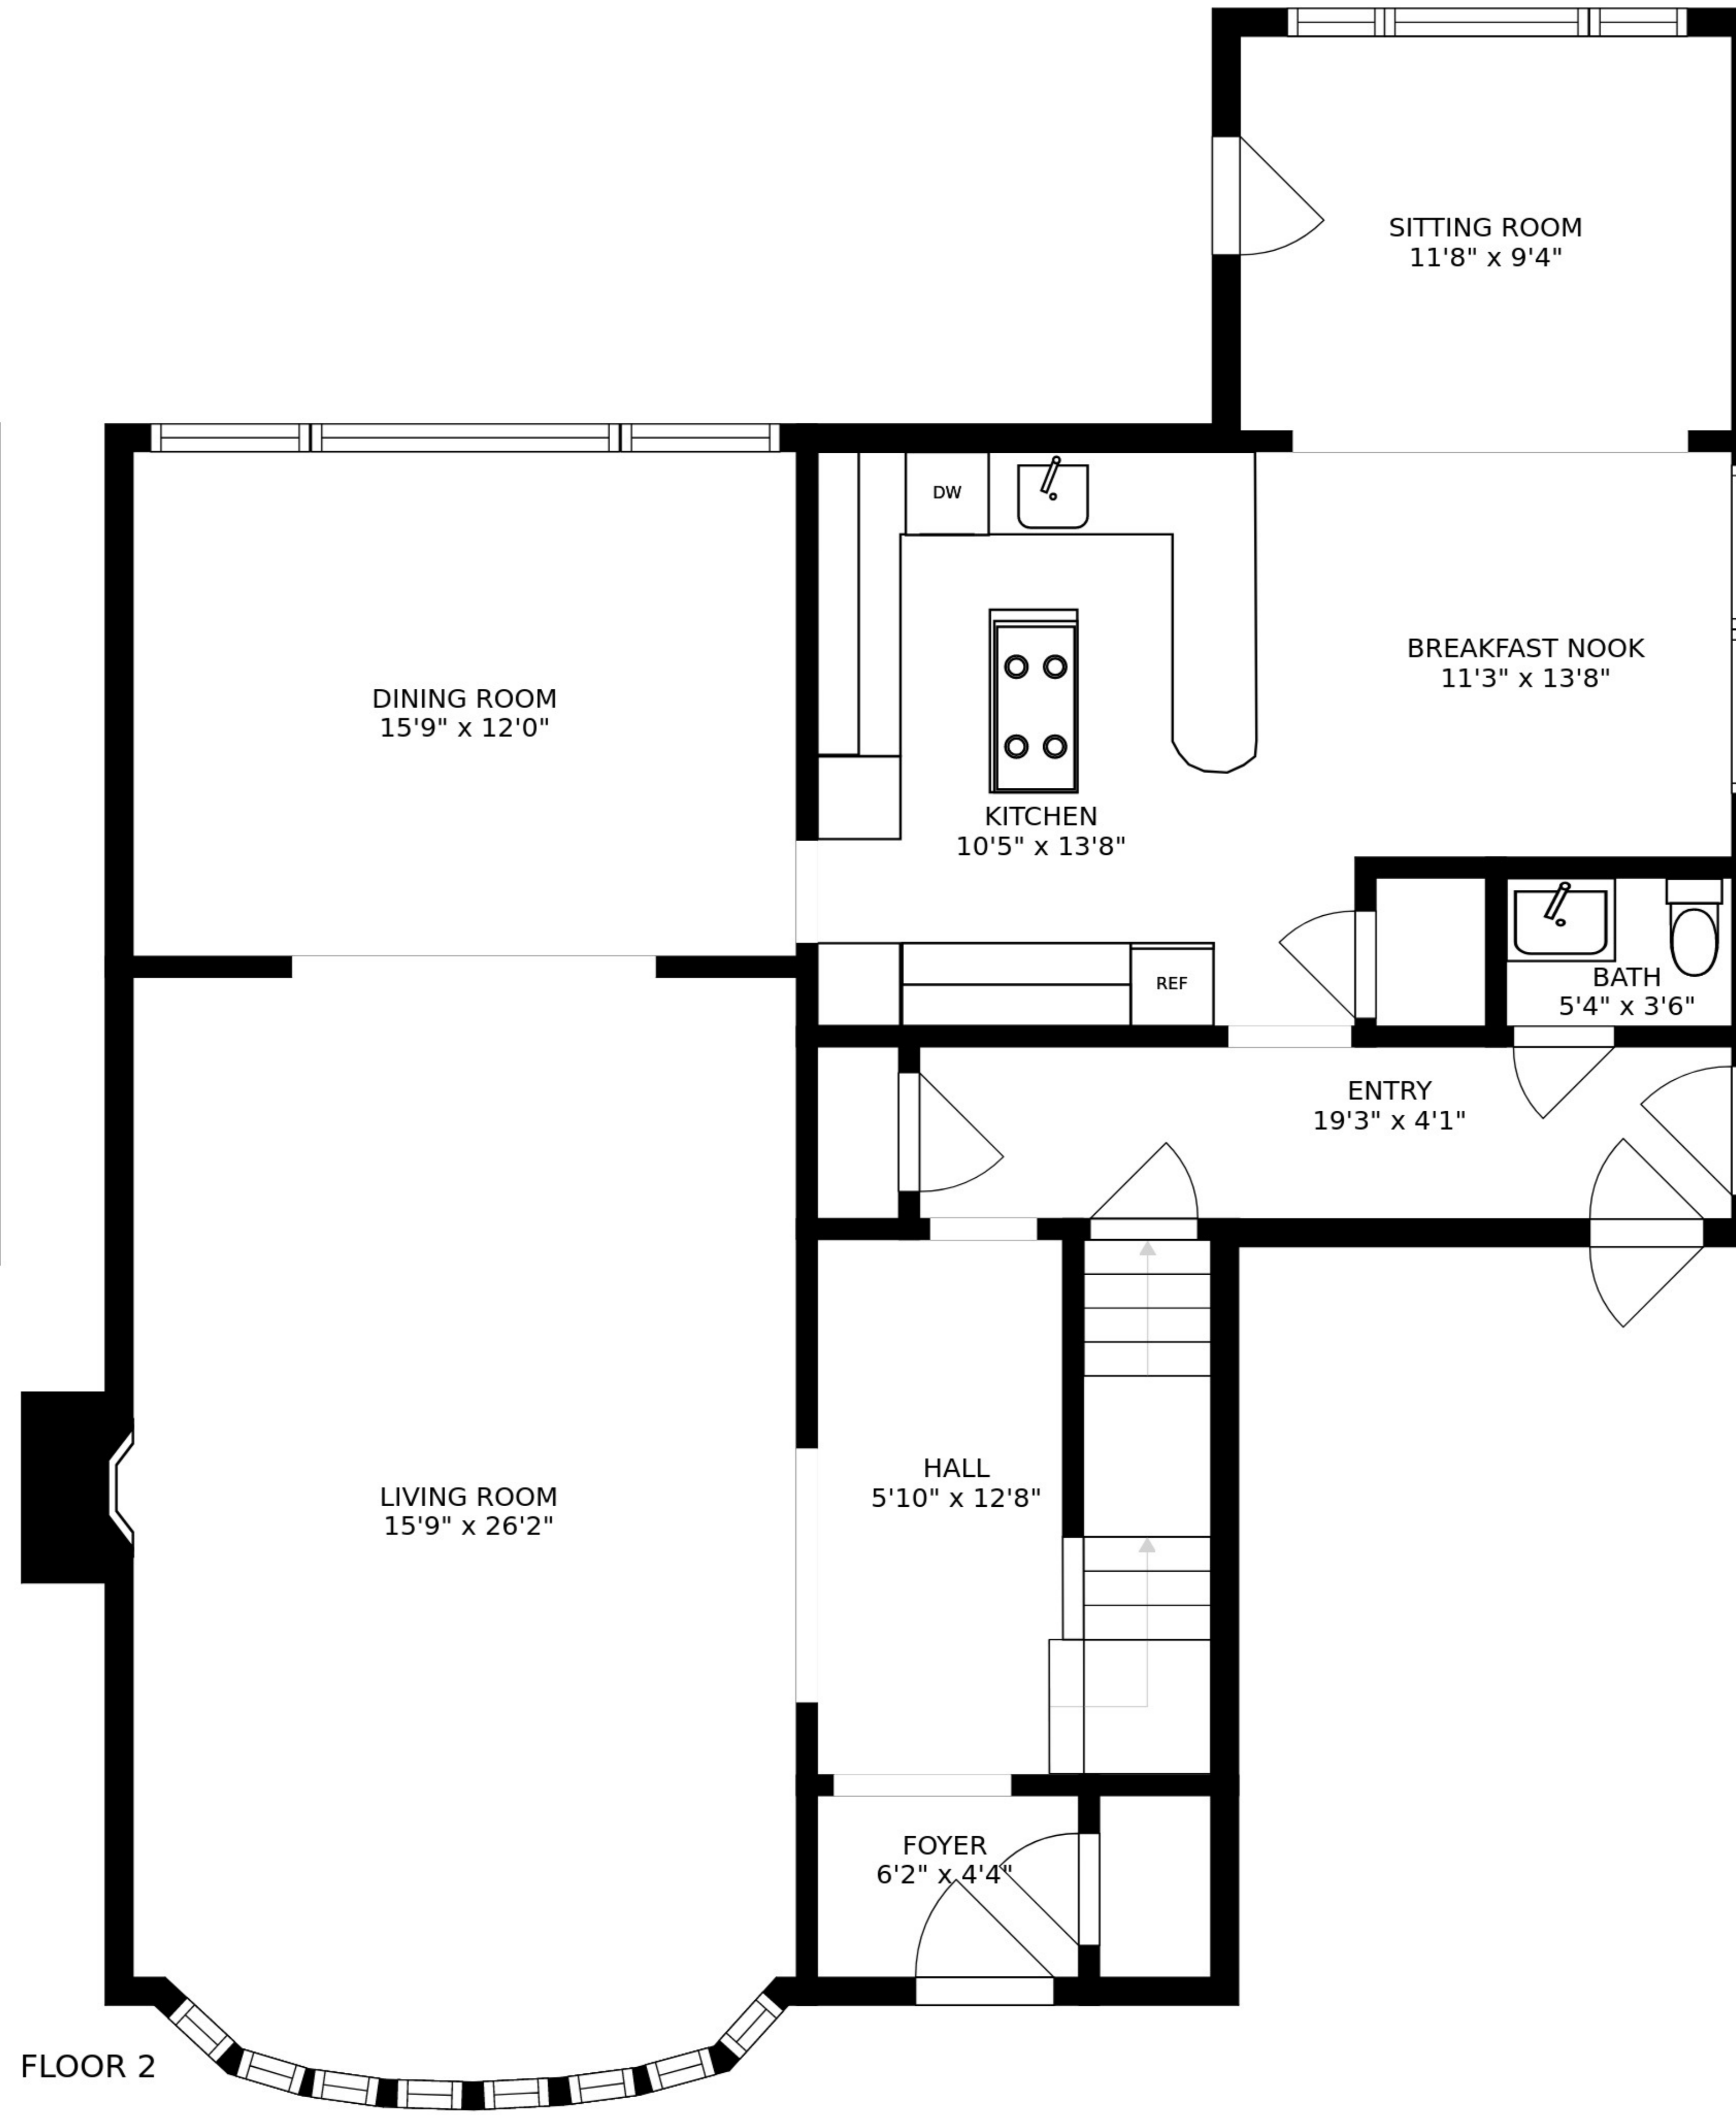 SITTING ROOM
11'8" x 9'4"
DW
BREAKFAST NOOK
11'3" x 13'8"
DINING ROOM
15'9" x 12'0"
KITCHEN
10'5" x 13'8"
REF
BATH
5'4" x 3'6"
ENTRY
19'3" x 4'1"
HALL
5'10" x 12'8"
LIVING ROOM
15'9" x 26'2"
FOYER
6'2" x 4'4"
FLOOR 2